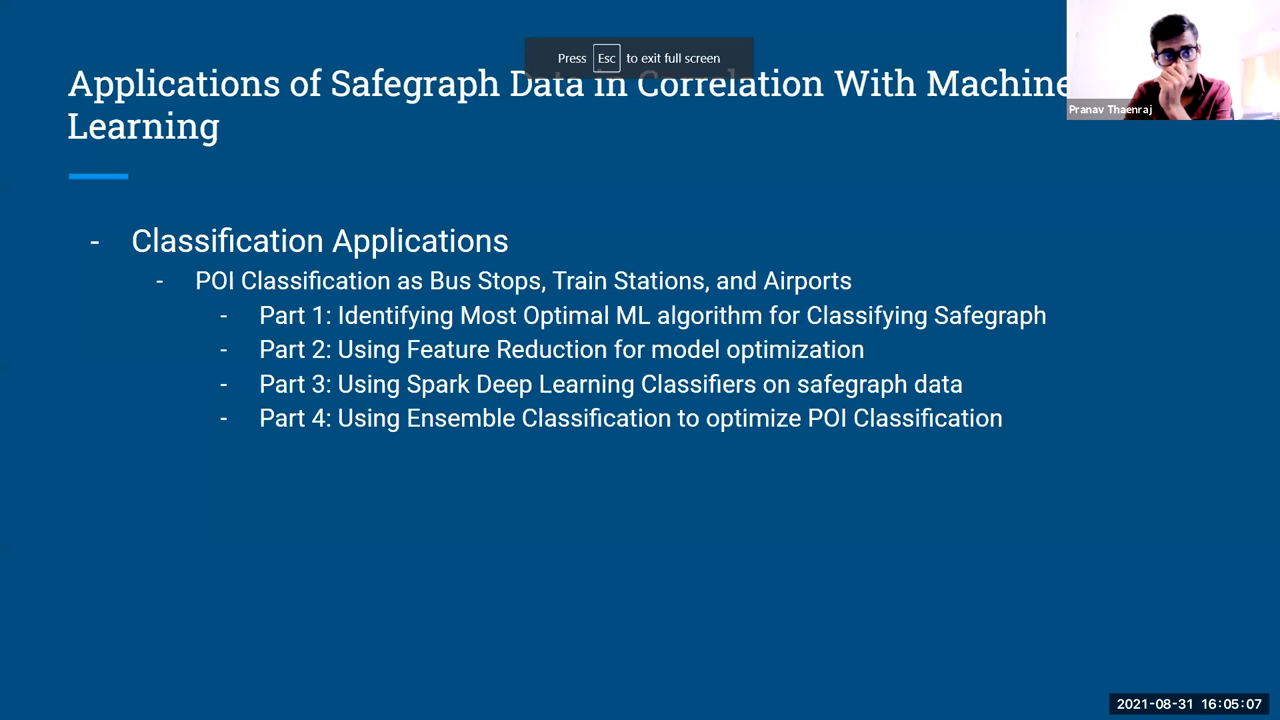 Press Esc to exit full screen
Applications of Safegraph Data in Correlation With Machine
Learning
Pranav Thaenraj
- Classification Applications
- POI Classification as Bus Stops, Train Stations, and Airports
- Part 1: Identifying Most Optimal ML algorithm for Classifying Safegraph
- Part 2: Using Feature Reduction for model optimization
- Part 3: Using Spark Deep Learning Classifiers on safegraph data
- Part 4: Using Ensemble Classification to optimize POI Classification
2021-08-31 16:05:07